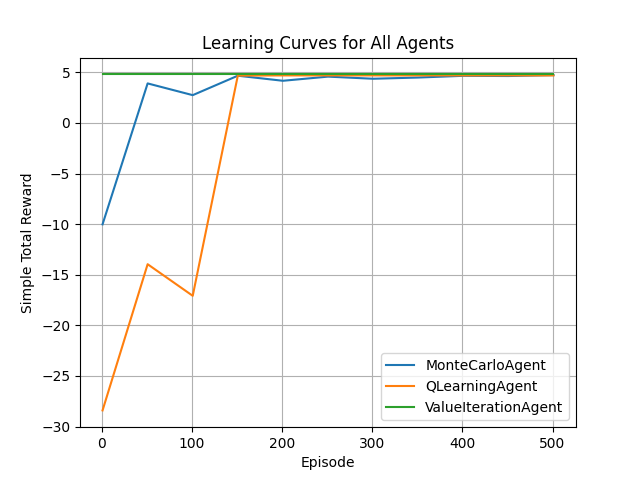 Learning Curves for All Agents
Simple Total Reward
5
0
−5
−10
−15
−20
−25
−30
0
100
200
300
400
500
Episode
MonteCarloAgent
QLearningAgent
ValueIterationAgent